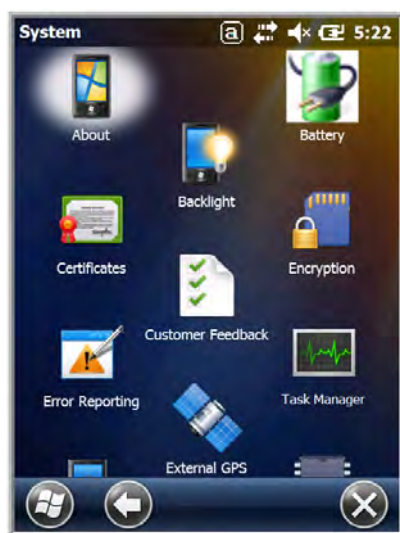 System a 5:22
About
Battery
Backlight
Certificates
Encryption
Customer Feedback
Error Reporting
Task Manager
External GPS